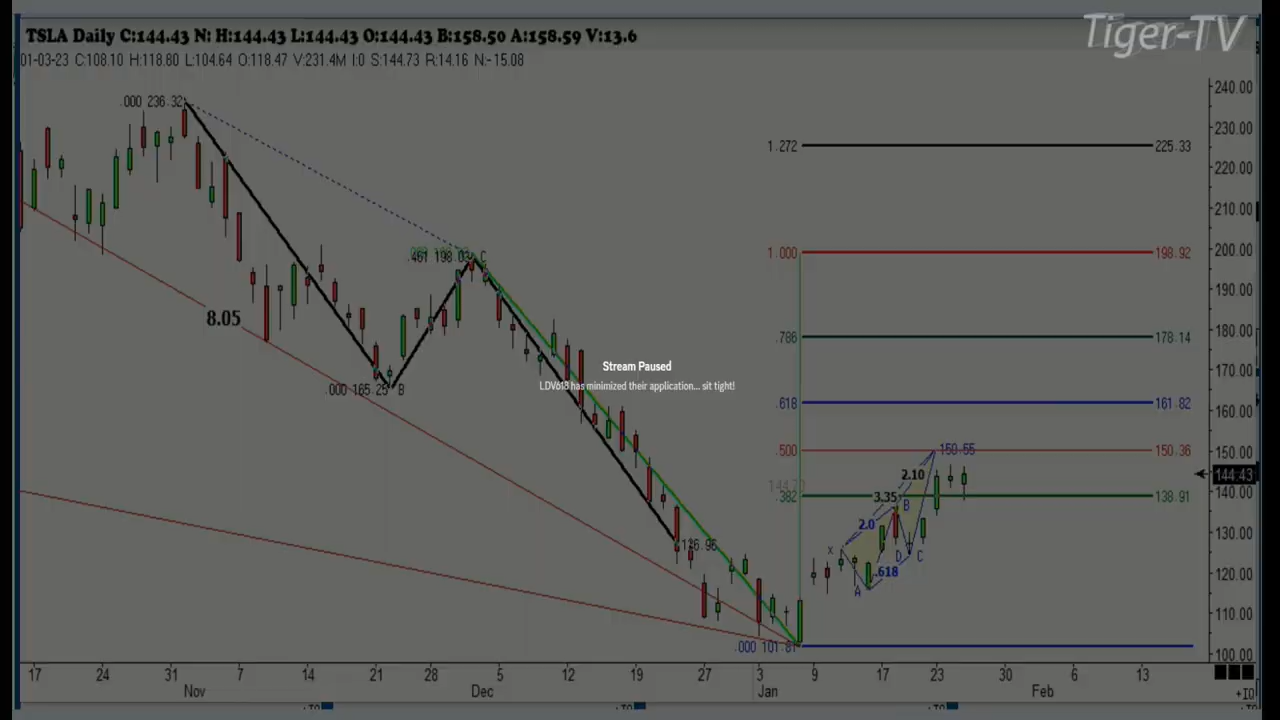 TSLA Daily C:144.43 N: H:144.43 L:144.43 O:144.43 B:158.50 A:158.59 V:13.6
Tiger-TV
01-03-23 C:108.10 H:118.80 L:104.64 O:118.47 V:231.4M I:0 S:144.73 R:14.16 N:-15.08
240.00
.000 236.32
230.00
1.272 225.33
220.00
210.00
200.00
.461 198.03 C
1.000 198.92
190.00
8.05
180.00
.786 178.14
Stream Paused
170.00
LDV618 has minimized their application... sit tight!
.000 165.25 B
160.00
.618 161.82
.500 150.55 150.36
150.00
2.10
144.43
140.00
.382 3.35 B 138.91
2.0
130.00
X D C
120.00
.618
A
110.00
.000 101.81
100.00
17 24 31 7 14 21 28 5 12 19 27 3 9 17 23 30 6 13
Nov Dec Jan Feb